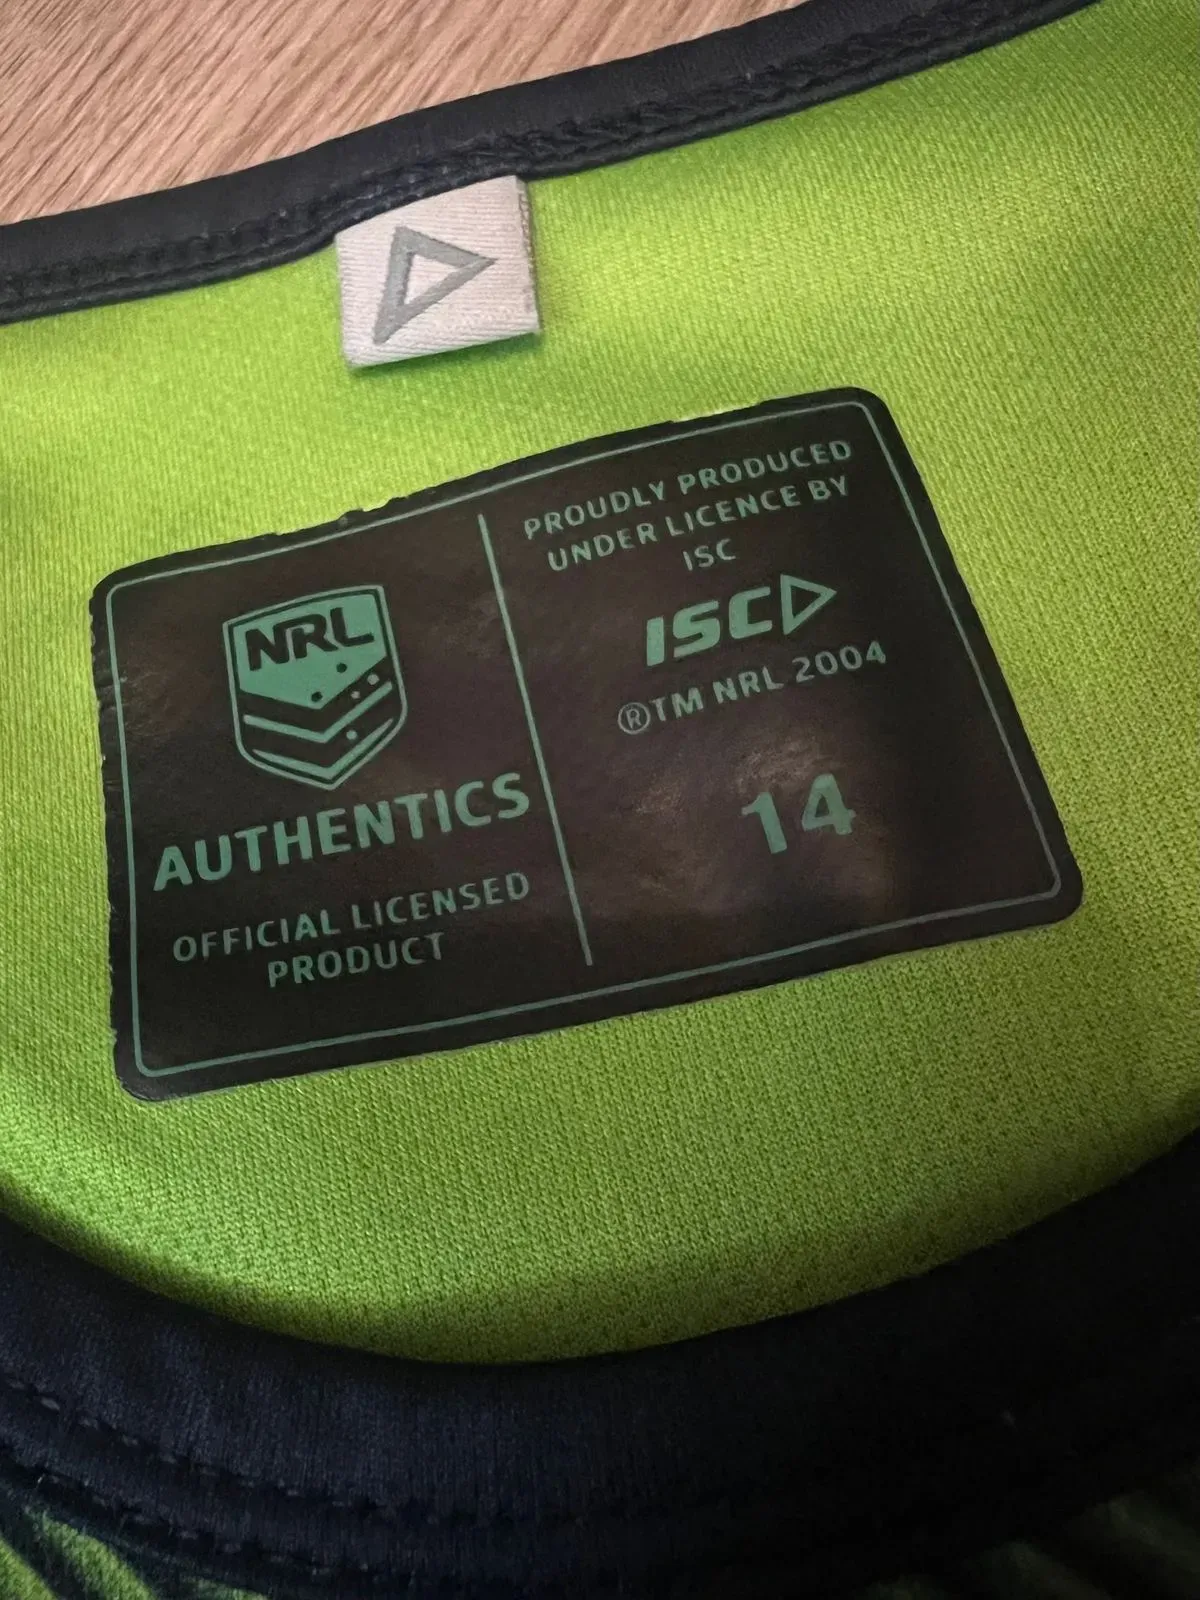 NRL
AUTHENTICS
OFFICIAL LICENSED
PRODUCT
PROUDLY PRODUCED
UNDER LICENCE BY
ISC
ISC
®TM NRL 2004
14